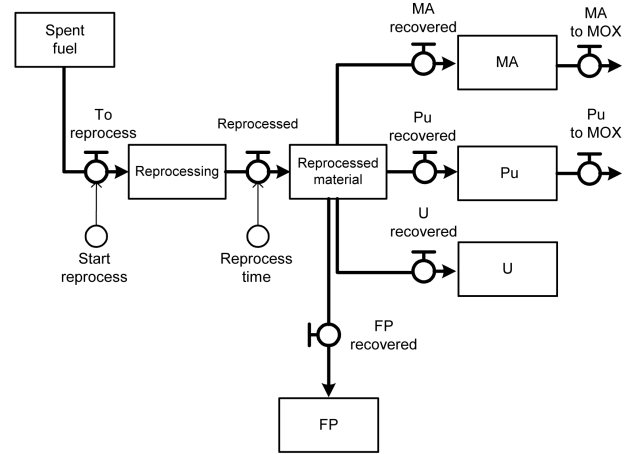 Spent
fuel
MA
recovered
MA
to MOX
MA
To
reprocess
Reprocessed
Pu
recovered
Pu
to MOX
Reprocessing
Reprocessed
material
Pu
U
recovered
Start
reprocess
Reprocess
time
U
FP
recovered
FP